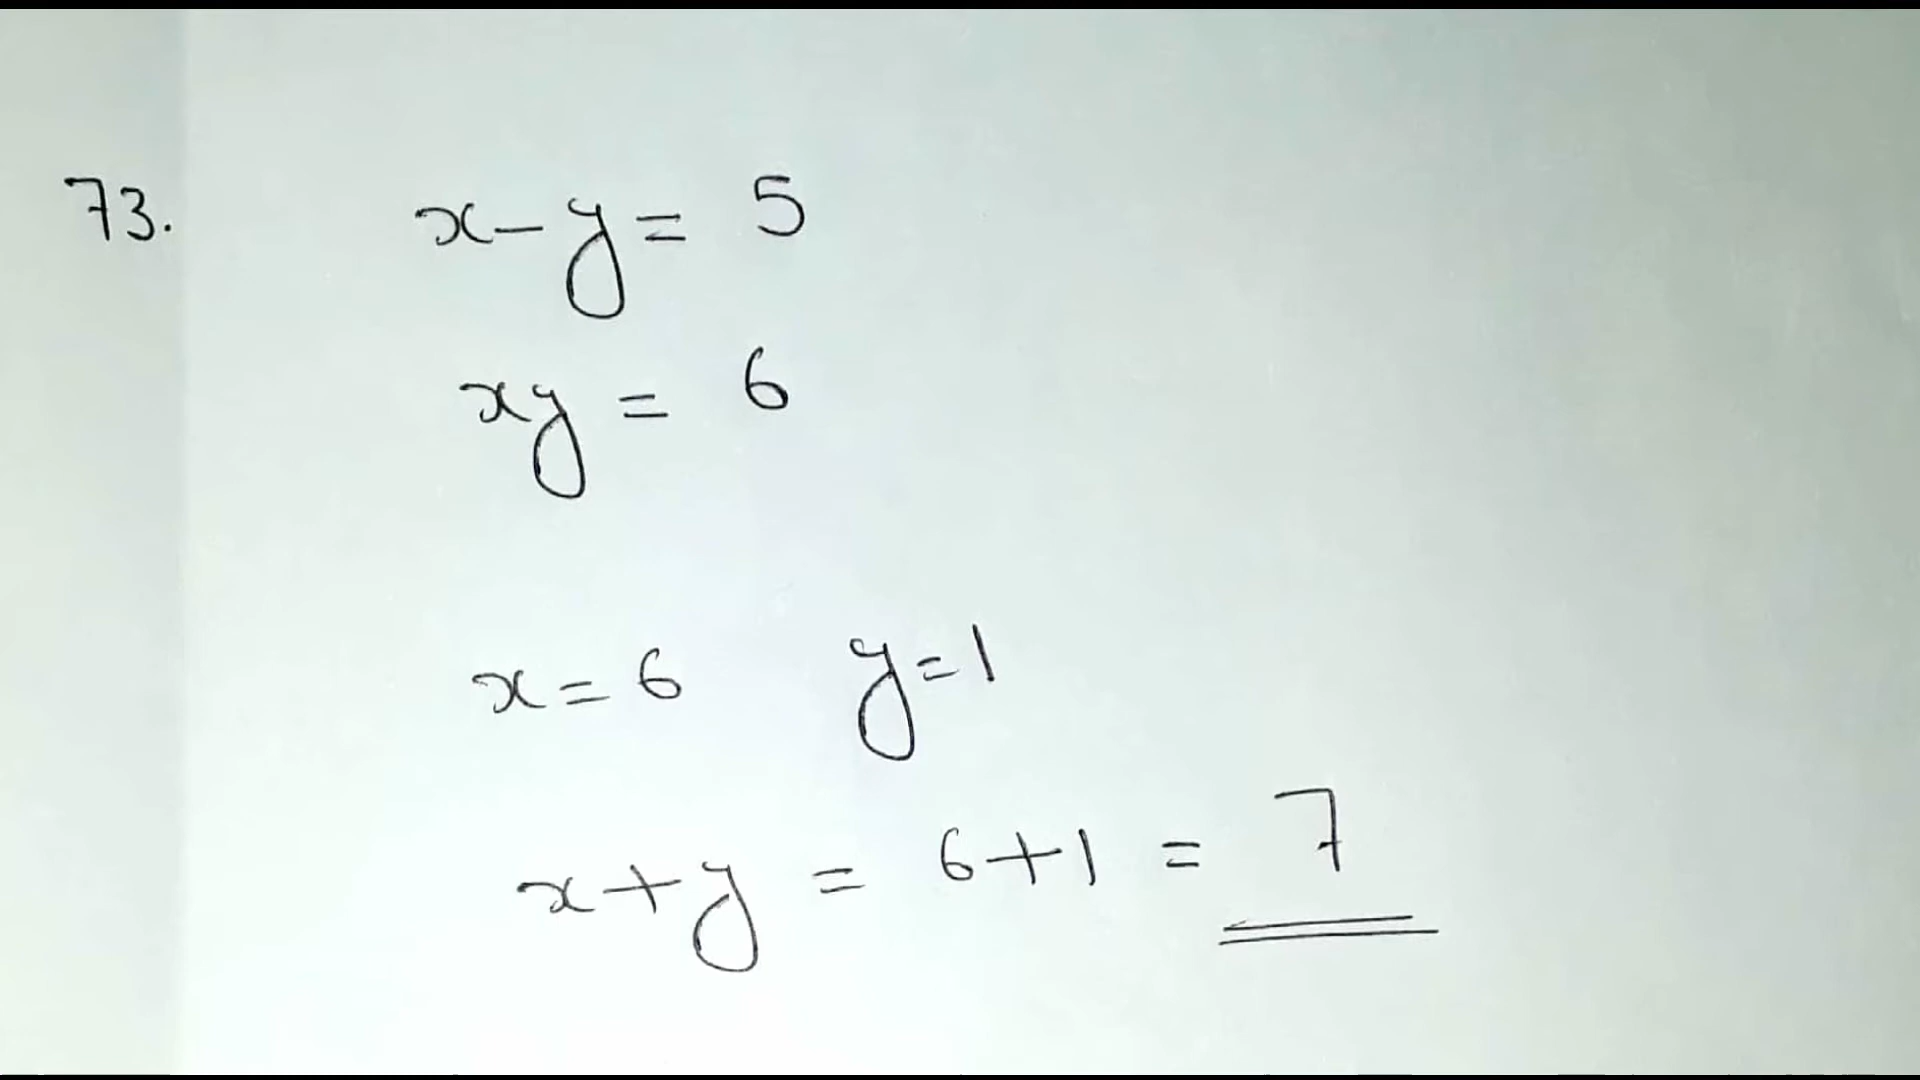 73. x - y = 5
xy = 6
x = 6 y = 1
x + y = 6 + 1 = 7